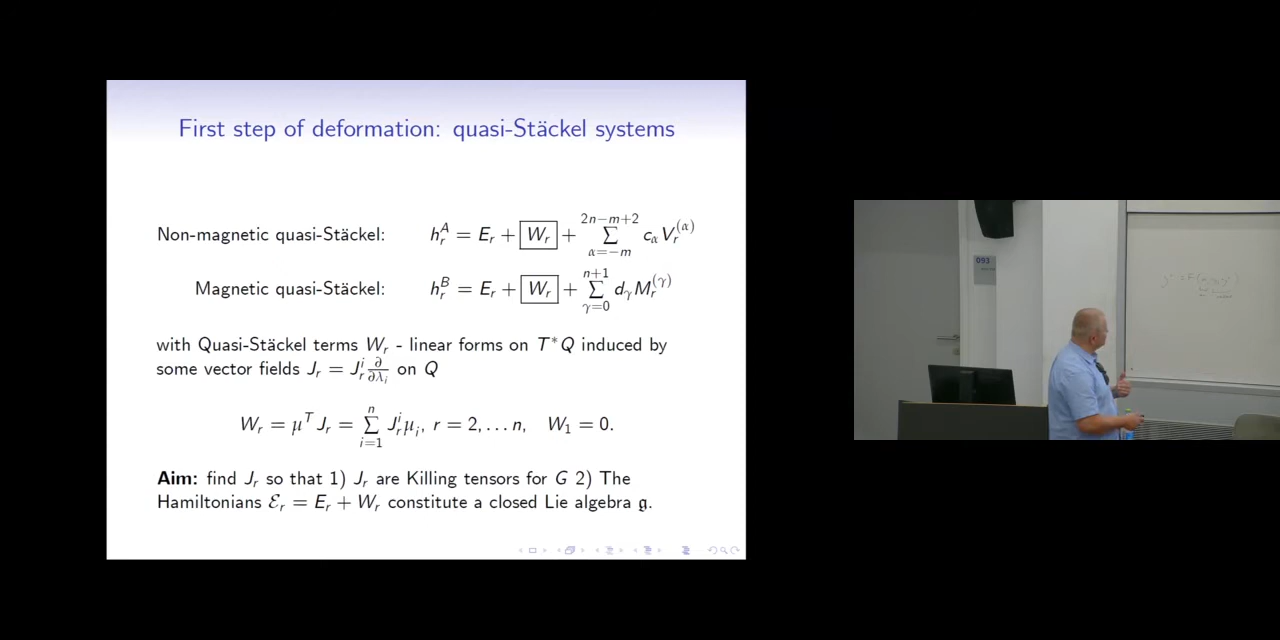 First step of deformation: quasi-Stäckel systems
Non-magnetic quasi-Stäckel: h_r^A = E_r + W_r + ∑_{α=−m}^{2n−m+2} c_α V_r^{(α)}
Magnetic quasi-Stäckel: h_r^B = E_r + W_r + ∑_{γ=0}^{n+1} d_γ M_r^{(γ)}
with Quasi-Stäckel terms W_r - linear forms on T*Q induced by
some vector fields J_r = J_r^i ∂/∂λ_i on Q
W_r = μ^T J_r = ∑_{i=1}^{n} J_r^i μ_i, r = 2, … n, W_1 = 0.
Aim: find J_r so that 1) J_r are Killing tensors for G 2) The
Hamiltonians ℰ_r = E_r + W_r constitute a closed Lie algebra 𝔤.
093